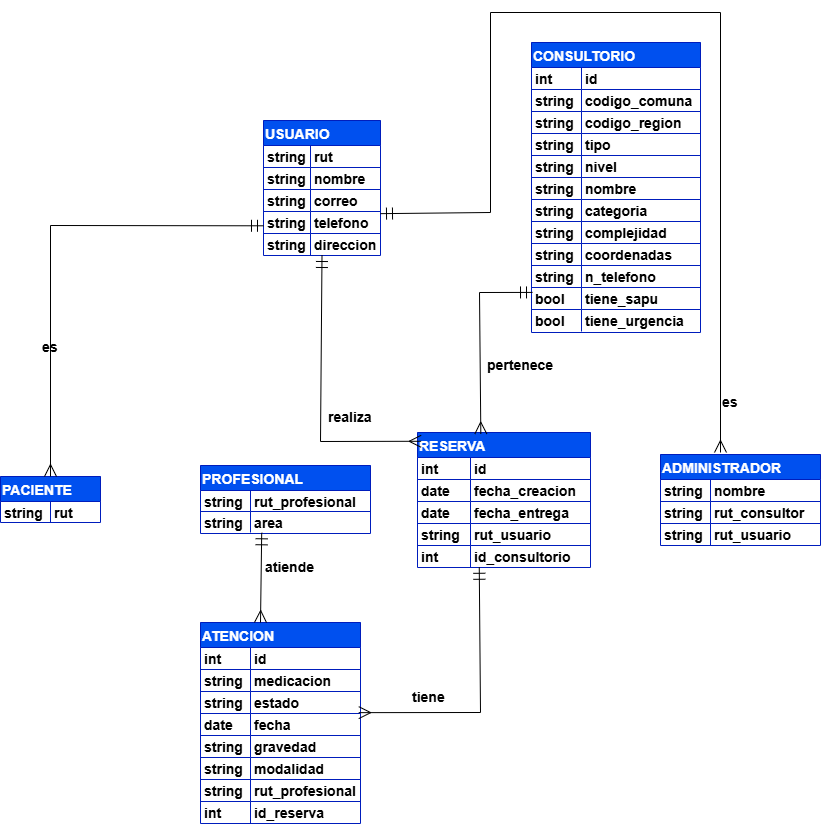 CONSULTORIO
int id
string codigo_comuna
string codigo_region
string tipo
string nivel
string nombre
string categoria
string complejidad
string coordenadas
string n_telefono
bool tiene_sapu
bool tiene_urgencia
USUARIO
string rut
string nombre
string correo
string telefono
string direccion
es
pertenece
realiza
es
PACIENTE
string rut
PROFESIONAL
string rut_profesional
string area
RESERVA
int id
date fecha_creacion
date fecha_entrega
string rut_usuario
int id_consultorio
ADMINISTRADOR
string nombre
string rut_consultor
string rut_usuario
atiende
tiene
ATENCION
int id
string medicacion
string estado
date fecha
string gravedad
string modalidad
string rut_profesional
int id_reserva